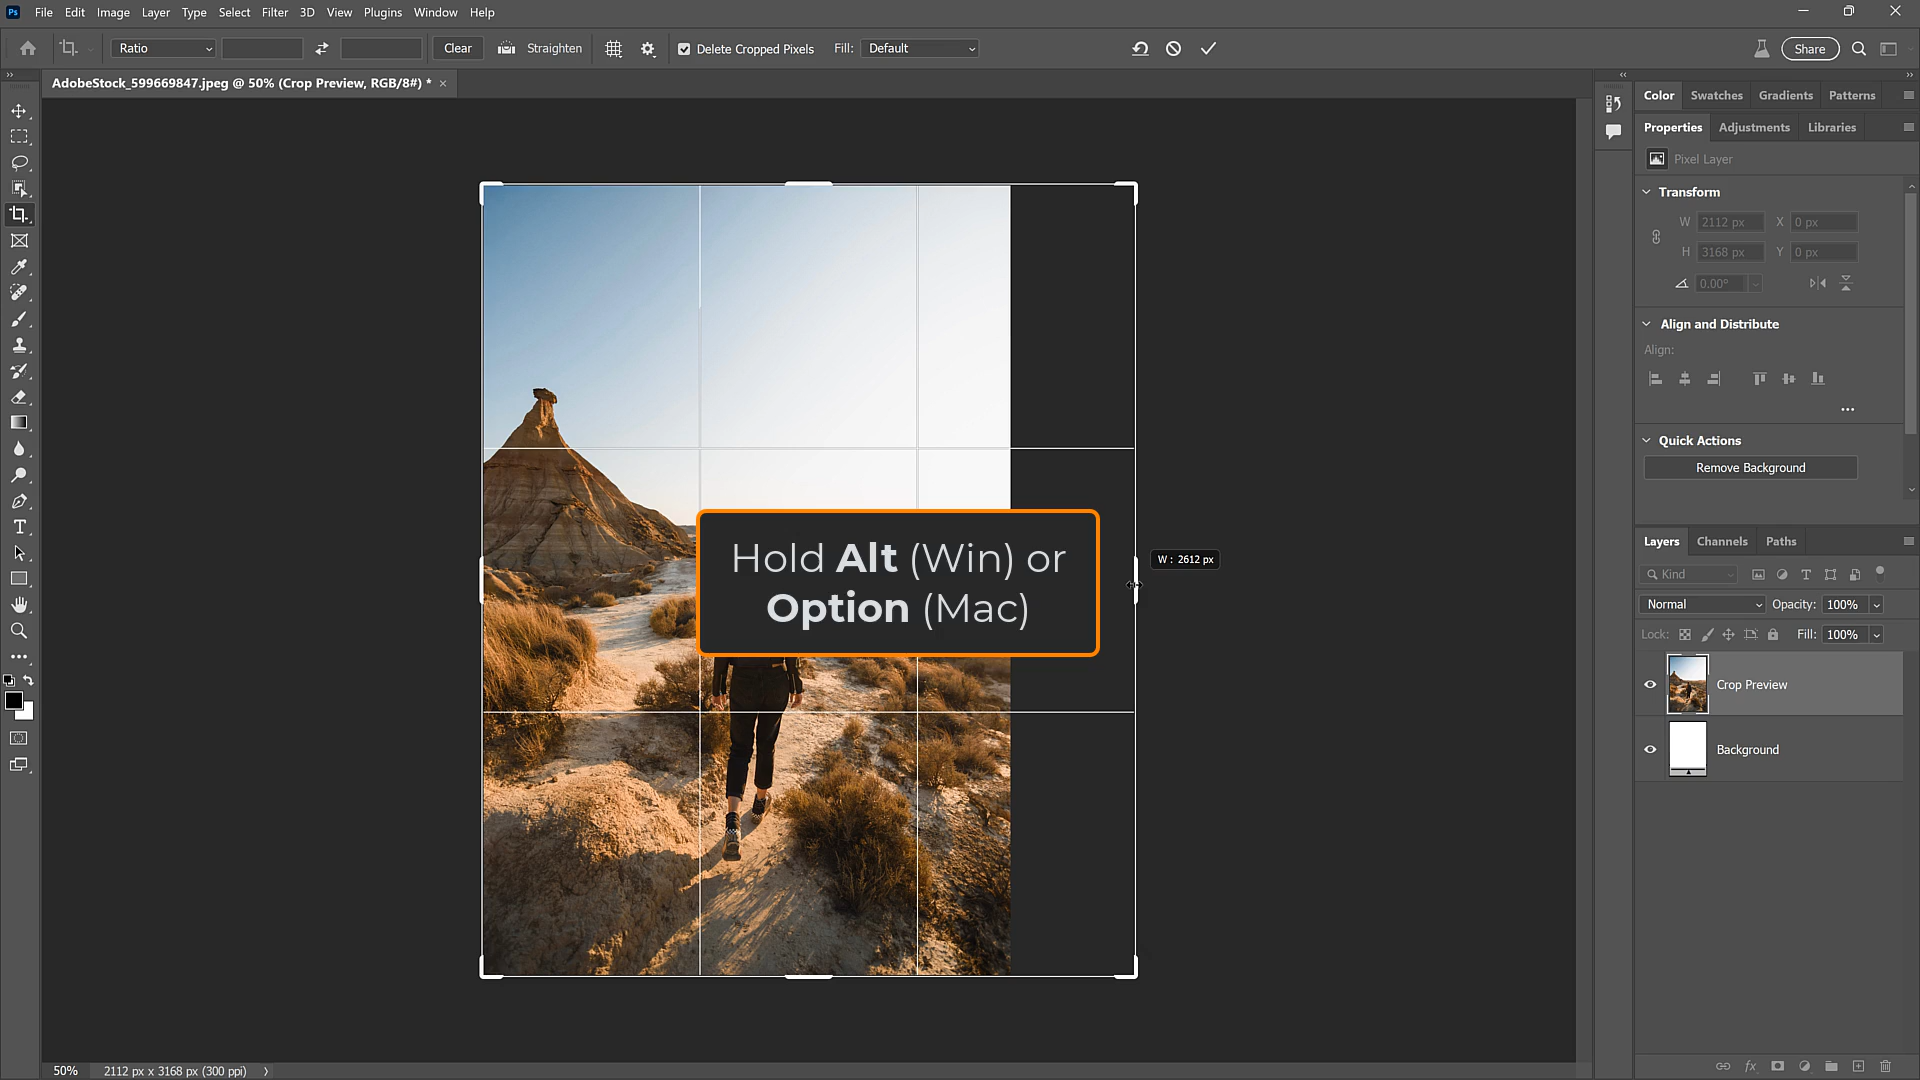 Ps File Edit Image Layer Type Select Filter 3D View Plugins Window Help
Ratio Clear Straighten Delete Cropped Pixels Fill: Default Share
AdobeStock_599669847.jpeg @ 50% (Crop Preview, RGB/8#) *
Color Swatches Gradients Patterns
Properties Adjustments Libraries
Pixel Layer
Transform
W 2112 px X 0 px
H 3168 px Y 0 px
0.00°
Align and Distribute
Align:
Quick Actions
Remove Background
Hold Alt (Win) or
Option (Mac)
W : 2612 px
Layers Channels Paths
Kind
Normal Opacity: 100%
Lock: Fill: 100%
Crop Preview
Background
50% 2112 px x 3168 px (300 ppi)